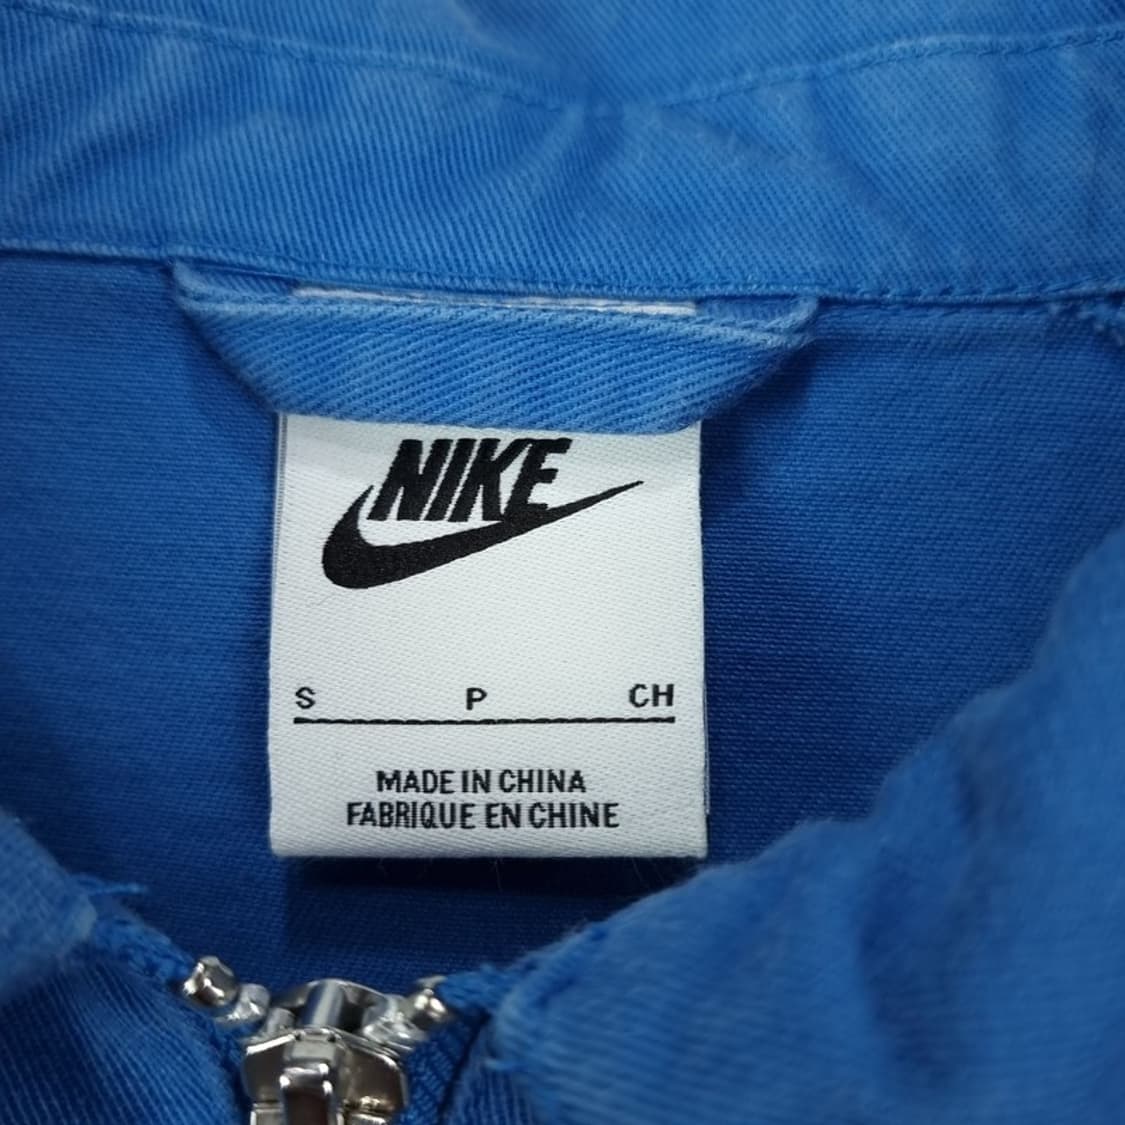 NIKE
S P CH
MADE IN CHINA
FABRIQUE EN CHINE